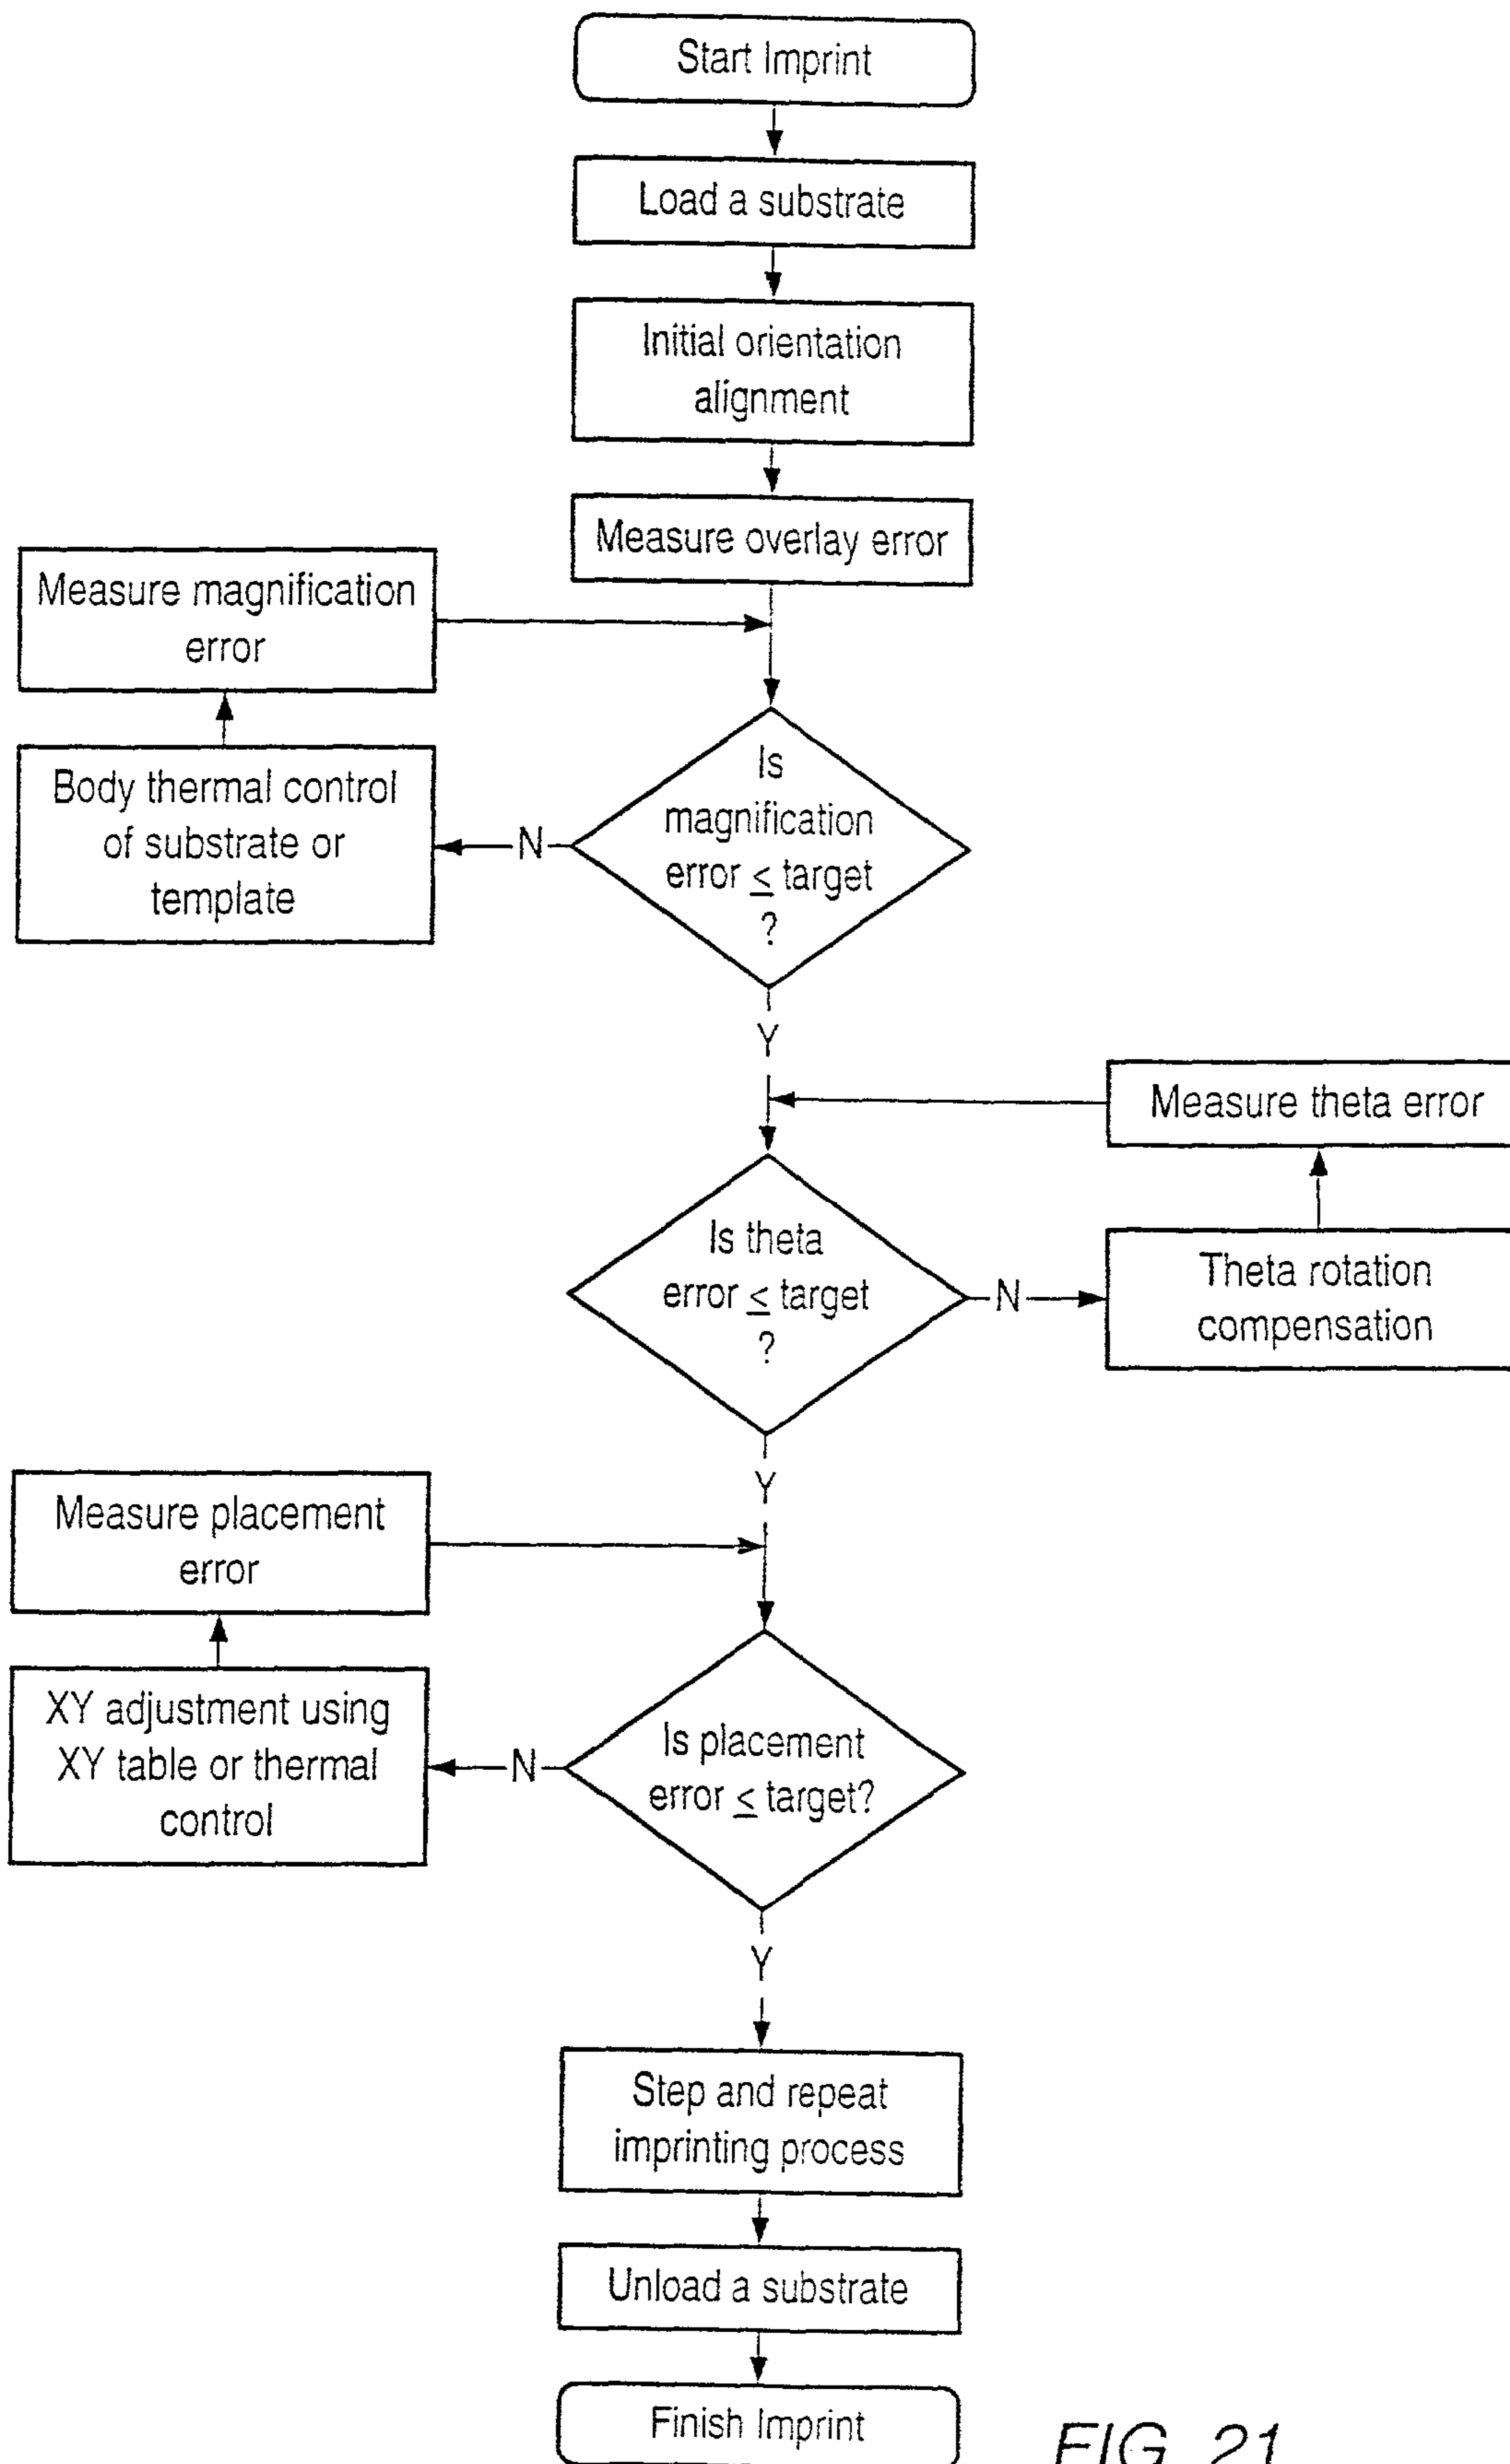 Start Imprint
Load a substrate
Initial orientation
alignment
Measure overlay error
Measure magnification
error
Body thermal control
of substrate or
template
N
Is
magnification
error ≤ target
?
Y
Measure theta error
Is theta
error ≤ target
?
N
Theta rotation
compensation
Y
Measure placement
error
XY adjustment using
XY table or thermal
control
N
Is placement
error ≤ target?
Y
Step and repeat
imprinting process
Unload a substrate
Finish Imprint
FIG. 21